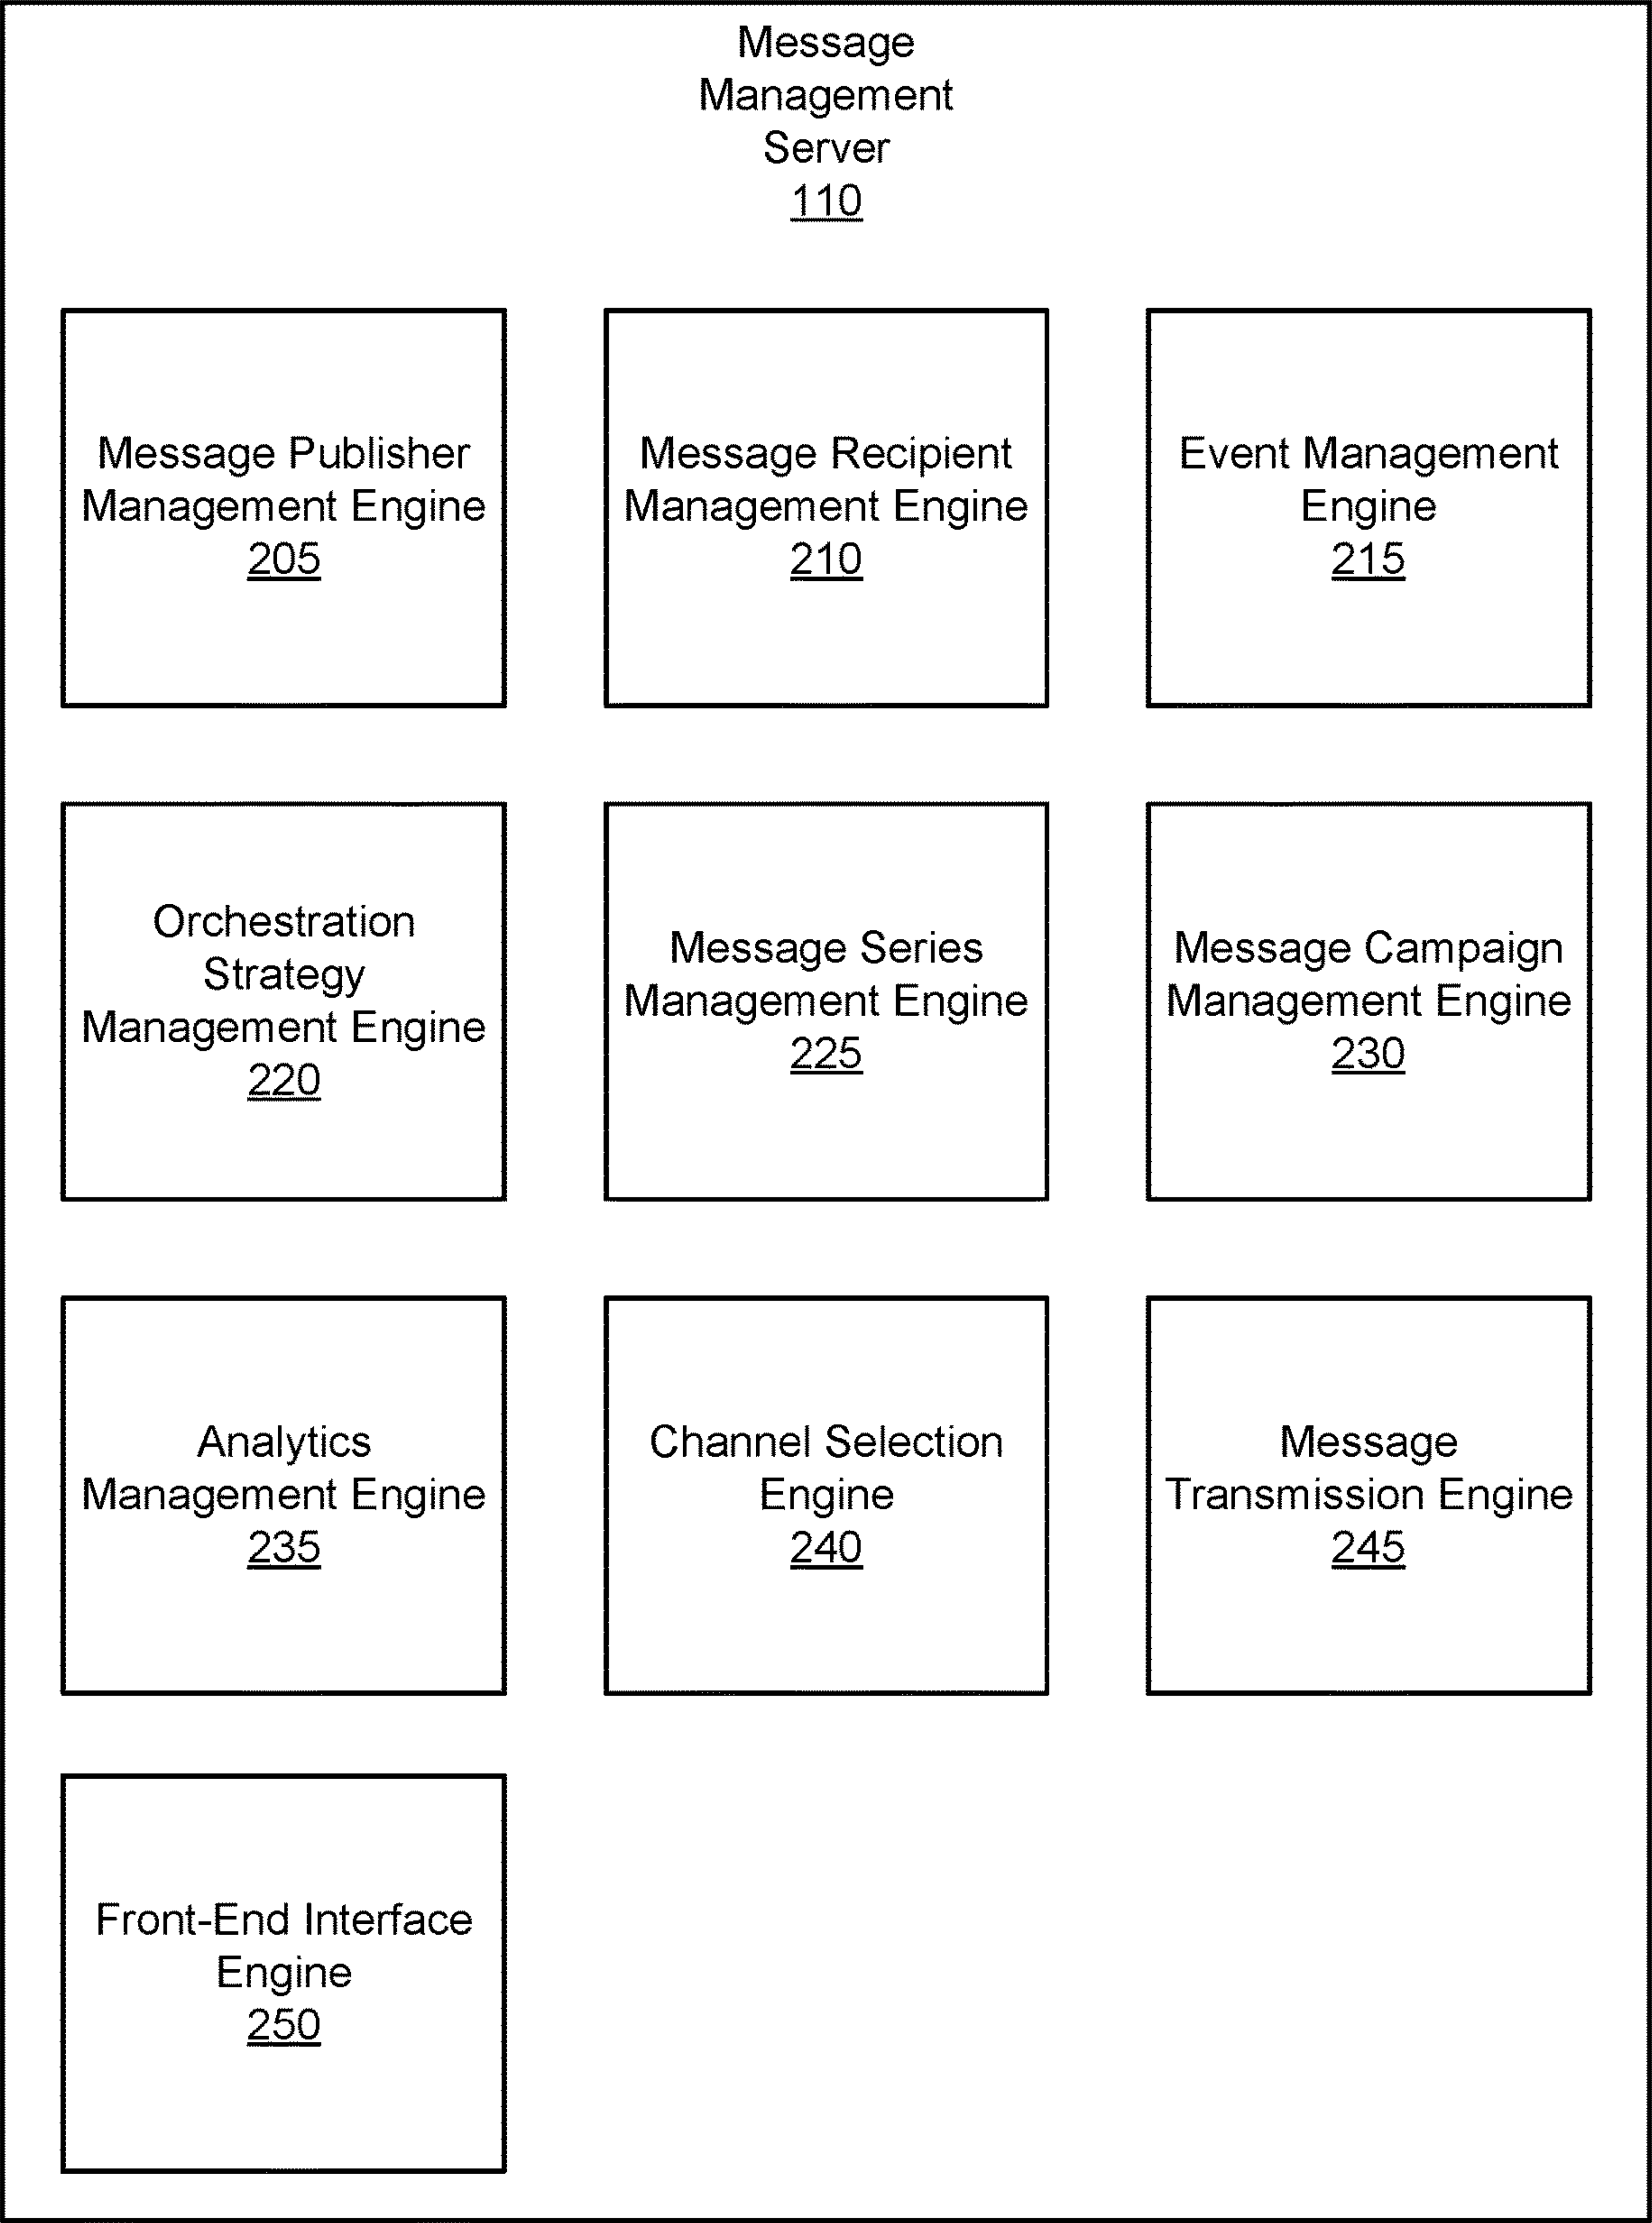 Message
Management
Server
110
Message Publisher
Management Engine
205
Message Recipient
Management Engine
210
Event Management
Engine
215
Orchestration
Strategy
Management Engine
220
Message Series
Management Engine
225
Message Campaign
Management Engine
230
Analytics
Management Engine
235
Channel Selection
Engine
240
Message
Transmission Engine
245
Front-End Interface
Engine
250